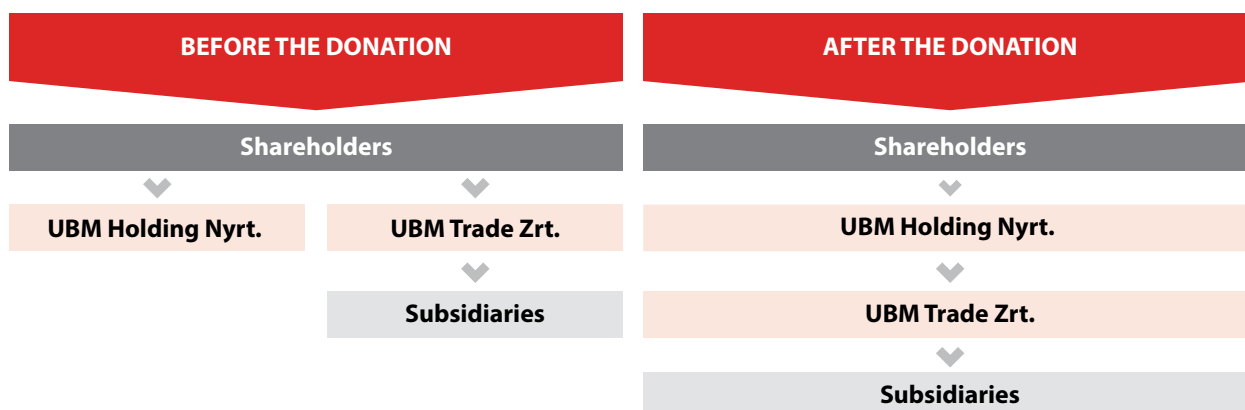 BEFORE THE DONATION
Shareholders
UBM Holding Nyrt.
UBM Trade Zrt.
Subsidiaries
AFTER THE DONATION
Shareholders
UBM Holding Nyrt.
UBM Trade Zrt.
Subsidiaries